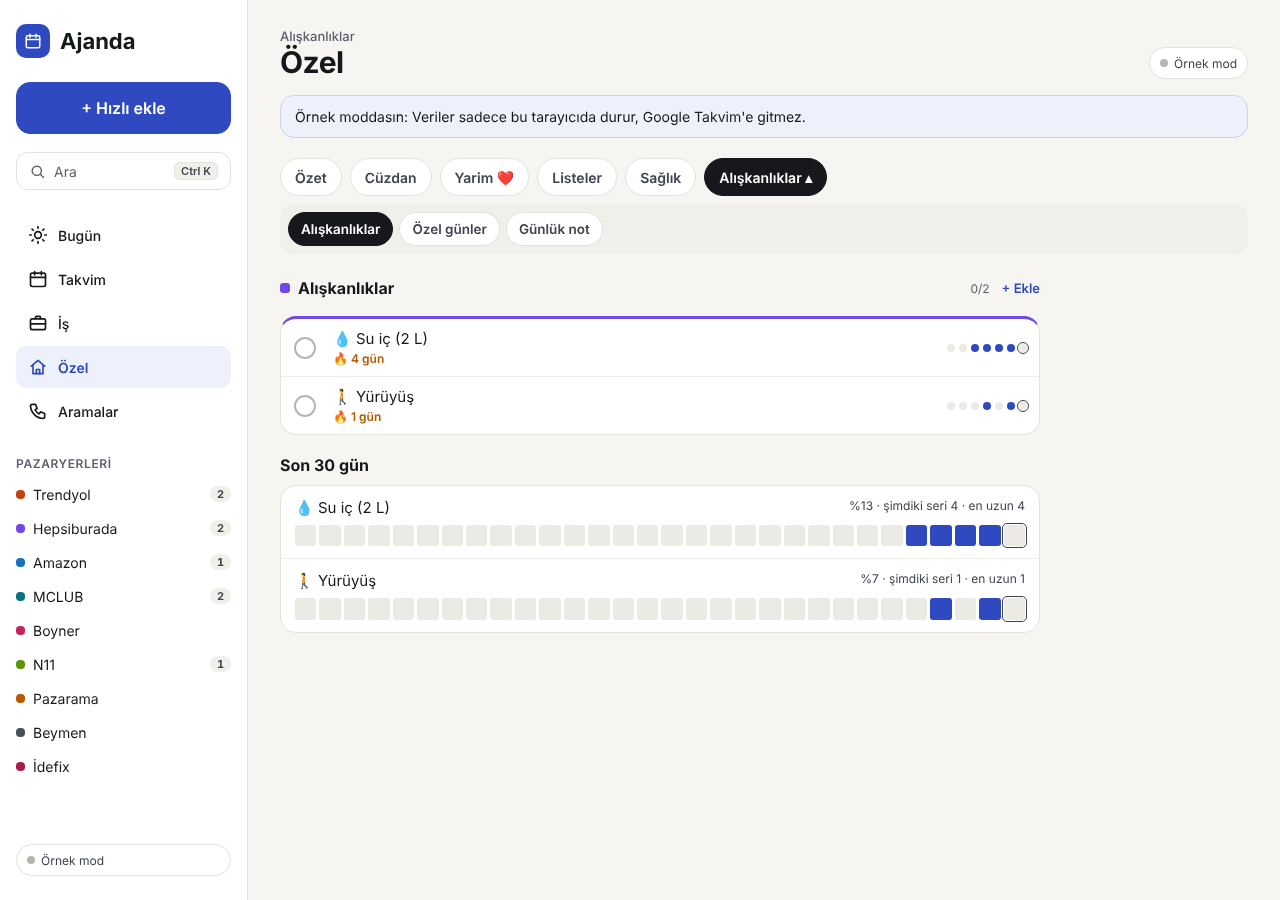 Ajanda
+ Hızlı ekle
Ara
Ctrl K
Bugün
Takvim
İş
Özel
Aramalar
PAZARYERLERİ
Trendyol 2
Hepsiburada 2
Amazon 1
MCLUB 2
Boyner
N11 1
Pazarama
Beymen
İdefix
Örnek mod
Alışkanlıklar
Özel
Örnek mod
Örnek moddasın: Veriler sadece bu tarayıcıda durur, Google Takvim'e gitmez.
Özet Cüzdan Yarim ❤️ Listeler Sağlık Alışkanlıklar ▴
Alışkanlıklar Özel günler Günlük not
Alışkanlıklar 0/2 + Ekle
💧 Su iç (2 L)
🔥 4 gün
🚶 Yürüyüş
🔥 1 gün
Son 30 gün
💧 Su iç (2 L) %13 · şimdiki seri 4 · en uzun 4
🚶 Yürüyüş %7 · şimdiki seri 1 · en uzun 1